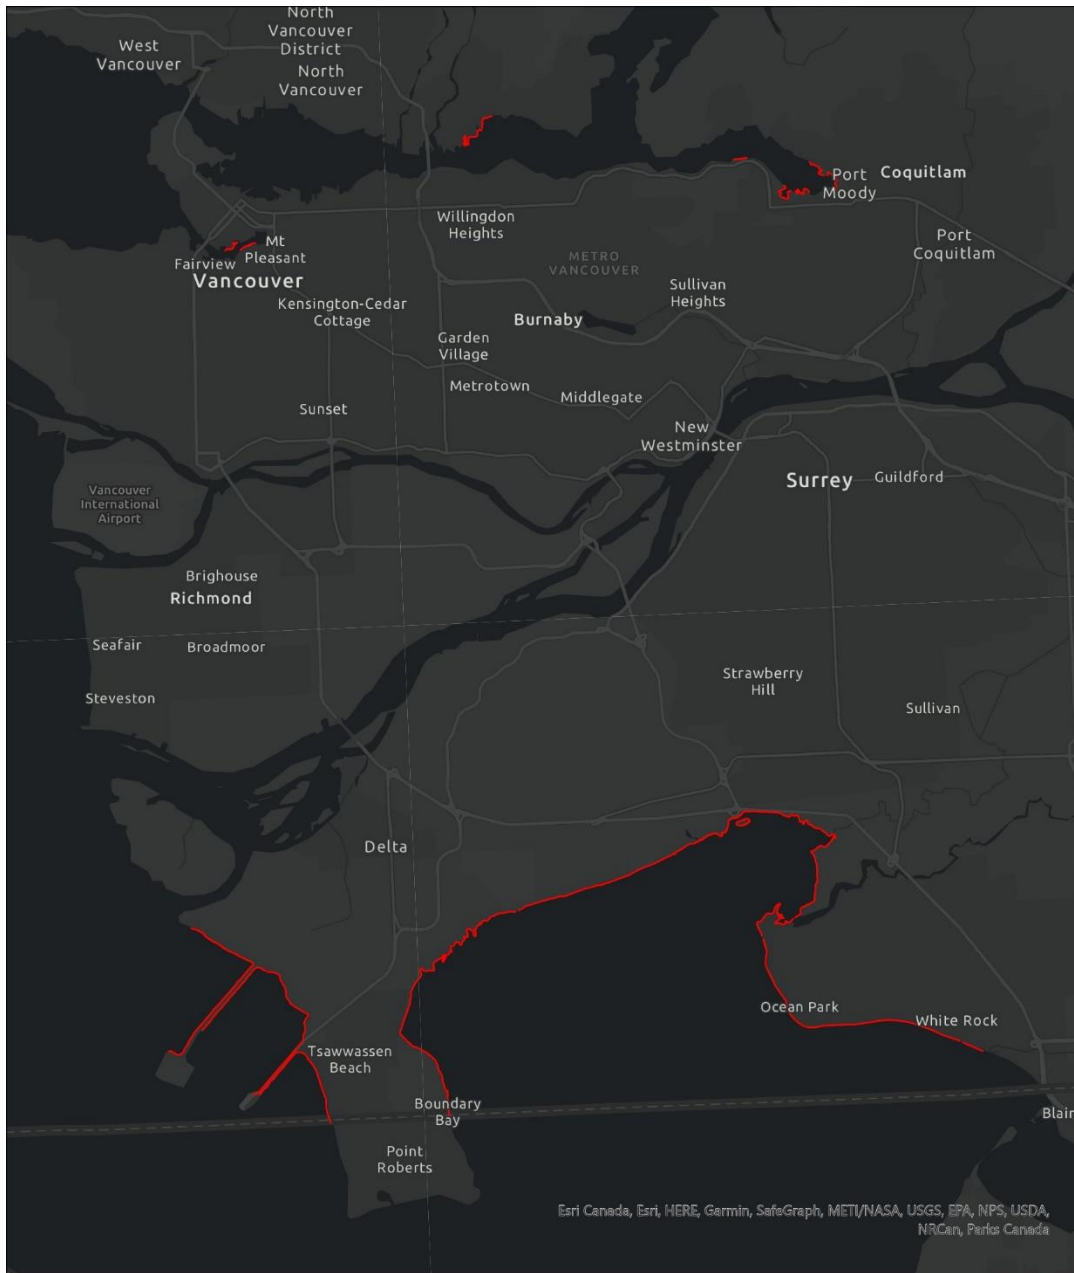 North
Vancouver
District
West
Vancouver
North
Vancouver
Port
Moody
Coquitlam
Willingdon
Heights
Mt
Pleasant
Fairview
Vancouver
METRO
VANCOUVER
Port
Coquitlam
Kensington-Cedar
Cottage
Sullivan
Heights
Burnaby
Garden
Village
Metrotown
Middlegate
Sunset
New
Westminster
Surrey
Guildford
Vancouver
International
Airport
Brighouse
Richmond
Seafair
Broadmoor
Strawberry
Hill
Steveston
Sullivan
Delta
Ocean Park
White Rock
Tsawwassen
Beach
Boundary
Bay
Blain
Point
Roberts
Esri Canada, Esri, HERE, Garmin, SafeGraph, METI/NASA, USGS, EPA, NPS, USDA,
NRCan, Parks Canada